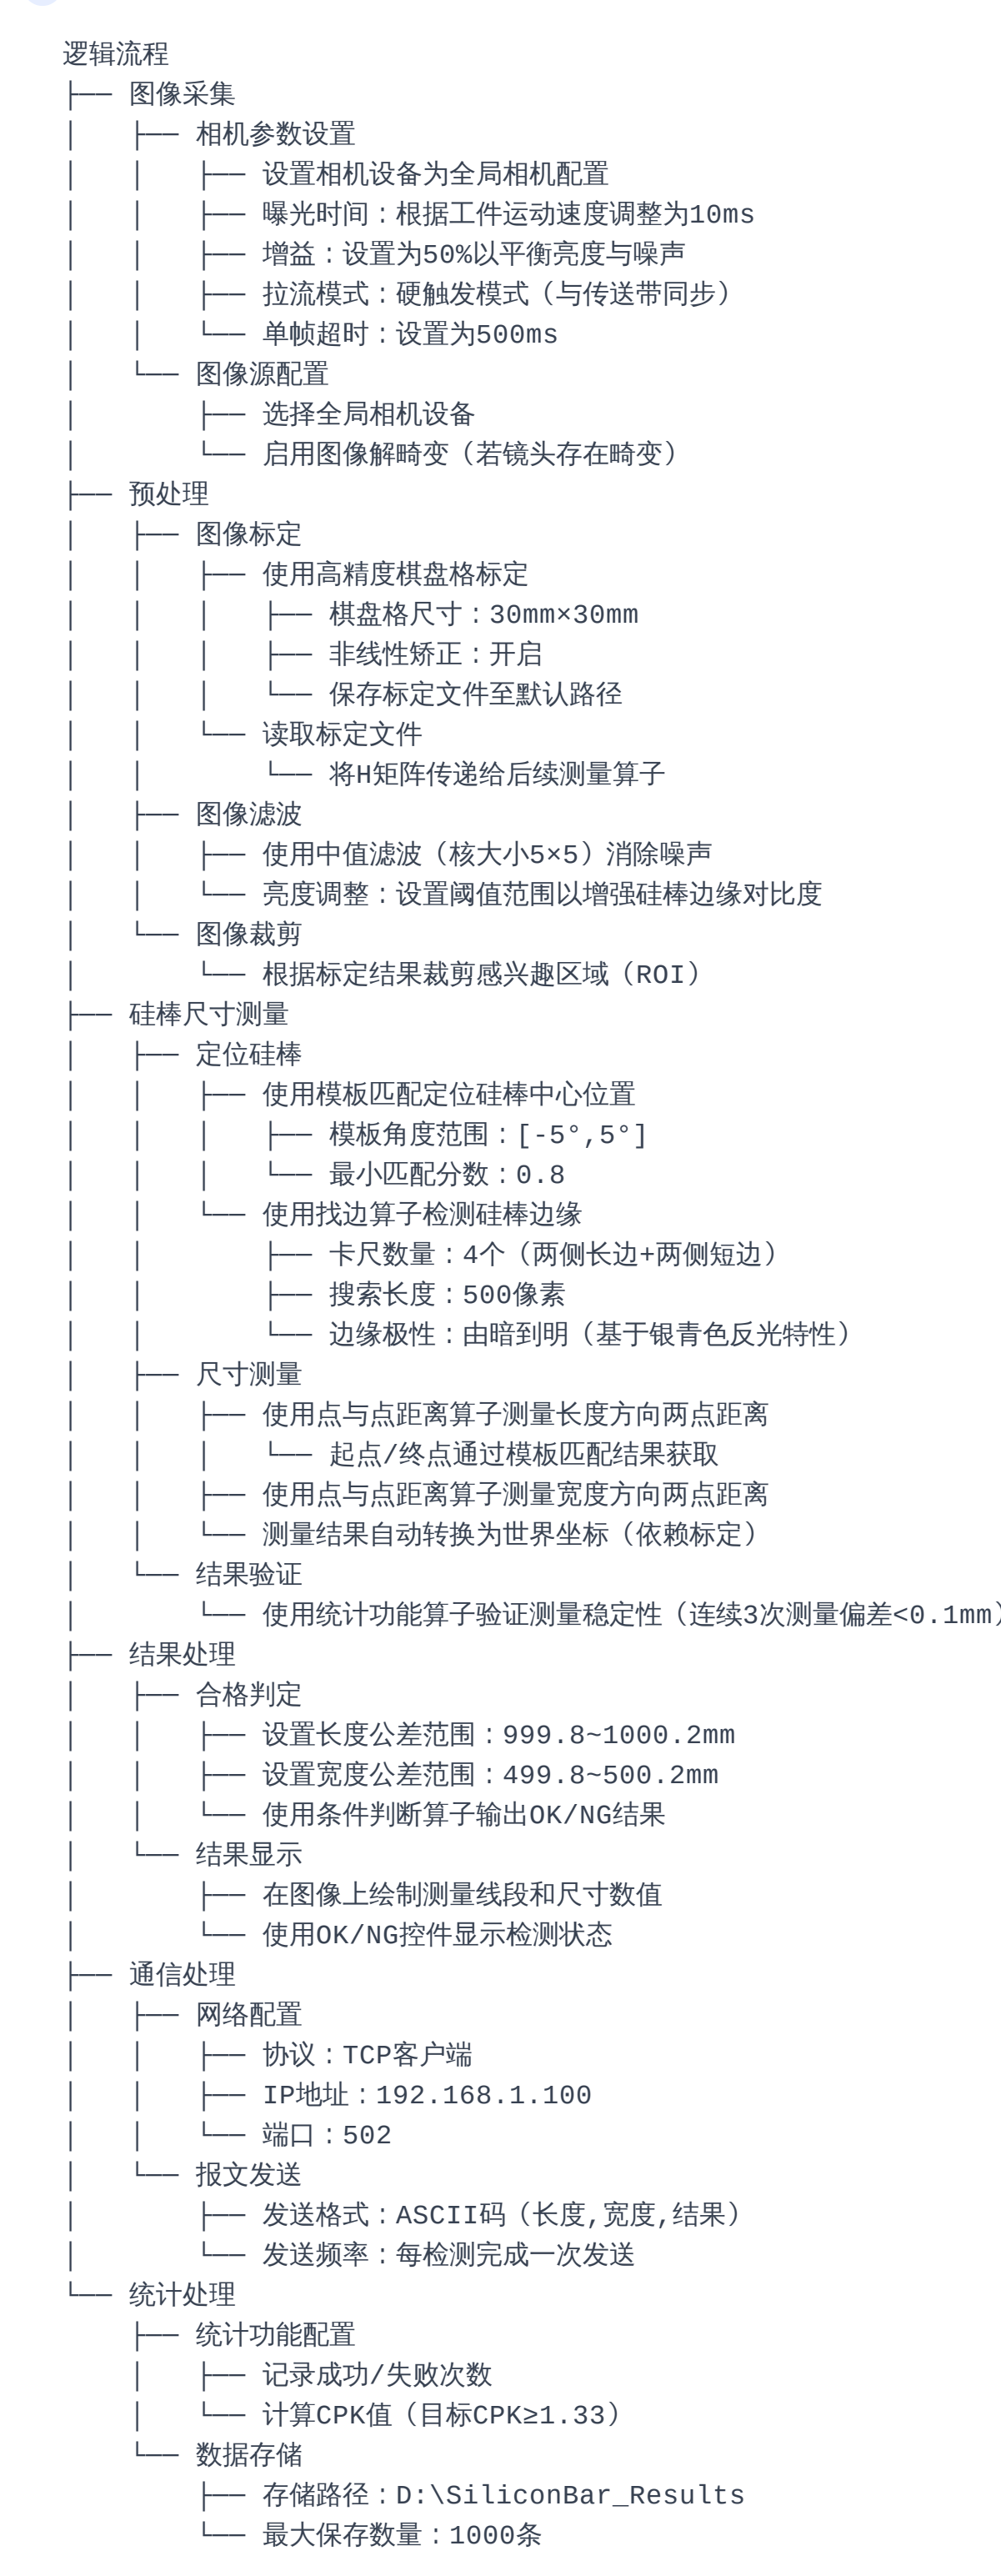 逻辑流程
├── 图像采集
│   ├── 相机参数设置
│   │   ├── 设置相机设备为全局相机配置
│   │   ├── 曝光时间：根据工件运动速度调整为10ms
│   │   ├── 增益：设置为50%以平衡亮度与噪声
│   │   ├── 拉流模式：硬触发模式（与传送带同步）
│   │   └── 单帧超时：设置为500ms
│   └── 图像源配置
│       ├── 选择全局相机设备
│       └── 启用图像解畸变（若镜头存在畸变）
├── 预处理
│   ├── 图像标定
│   │   ├── 使用高精度棋盘格标定
│   │   │   ├── 棋盘格尺寸：30mm×30mm
│   │   │   ├── 非线性矫正：开启
│   │   │   └── 保存标定文件至默认路径
│   │   └── 读取标定文件
│   │       └── 将H矩阵传递给后续测量算子
│   ├── 图像滤波
│   │   ├── 使用中值滤波（核大小5×5）消除噪声
│   │   └── 亮度调整：设置阈值范围以增强硅棒边缘对比度
│   └── 图像裁剪
│       └── 根据标定结果裁剪感兴趣区域（ROI）
├── 硅棒尺寸测量
│   ├── 定位硅棒
│   │   ├── 使用模板匹配定位硅棒中心位置
│   │   │   ├── 模板角度范围：[-5°,5°]
│   │   │   └── 最小匹配分数：0.8
│   │   └── 使用找边算子检测硅棒边缘
│   │       ├── 卡尺数量：4个（两侧长边+两侧短边）
│   │       ├── 搜索长度：500像素
│   │       └── 边缘极性：由暗到明（基于银青色反光特性）
│   ├── 尺寸测量
│   │   ├── 使用点与点距离算子测量长度方向两点距离
│   │   │   └── 起点/终点通过模板匹配结果获取
│   │   ├── 使用点与点距离算子测量宽度方向两点距离
│   │   └── 测量结果自动转换为世界坐标（依赖标定）
│   └── 结果验证
│       └── 使用统计功能算子验证测量稳定性（连续3次测量偏差<0.1mm）
├── 结果处理
│   ├── 合格判定
│   │   ├── 设置长度公差范围：999.8~1000.2mm
│   │   ├── 设置宽度公差范围：499.8~500.2mm
│   │   └── 使用条件判断算子输出OK/NG结果
│   └── 结果显示
│       ├── 在图像上绘制测量线段和尺寸数值
│       └── 使用OK/NG控件显示检测状态
├── 通信处理
│   ├── 网络配置
│   │   ├── 协议：TCP客户端
│   │   ├── IP地址：192.168.1.100
│   │   └── 端口：502
│   └── 报文发送
│       ├── 发送格式：ASCII码（长度,宽度,结果）
│       └── 发送频率：每检测完成一次发送
└── 统计处理
    ├── 统计功能配置
    │   ├── 记录成功/失败次数
    │   └── 计算CPK值（目标CPK≥1.33）
    └── 数据存储
        ├── 存储路径：D:\SiliconBar_Results
        └── 最大保存数量：1000条